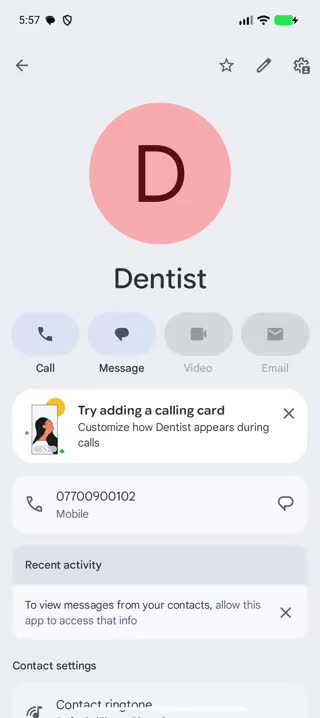 5:57
D
Dentist
Call
Message
Video
Email
Try adding a calling card
Customize how Dentist appears during
calls
07700900102
Mobile
Recent activity
To view messages from your contacts, allow this
app to access that info
Contact settings
Contact ringtone